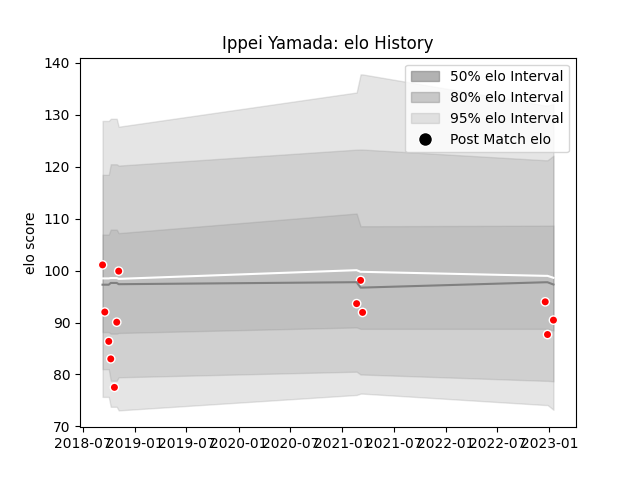 Ippei Yamada: elo History
140
130
120
110
100
90
80
70
elo score
50% elo Interval
80% elo Interval
95% elo Interval
Post Match elo
2018-07 2019-01 2019-07 2020-01 2020-07 2021-01 2021-07 2022-01 2022-07 2023-01